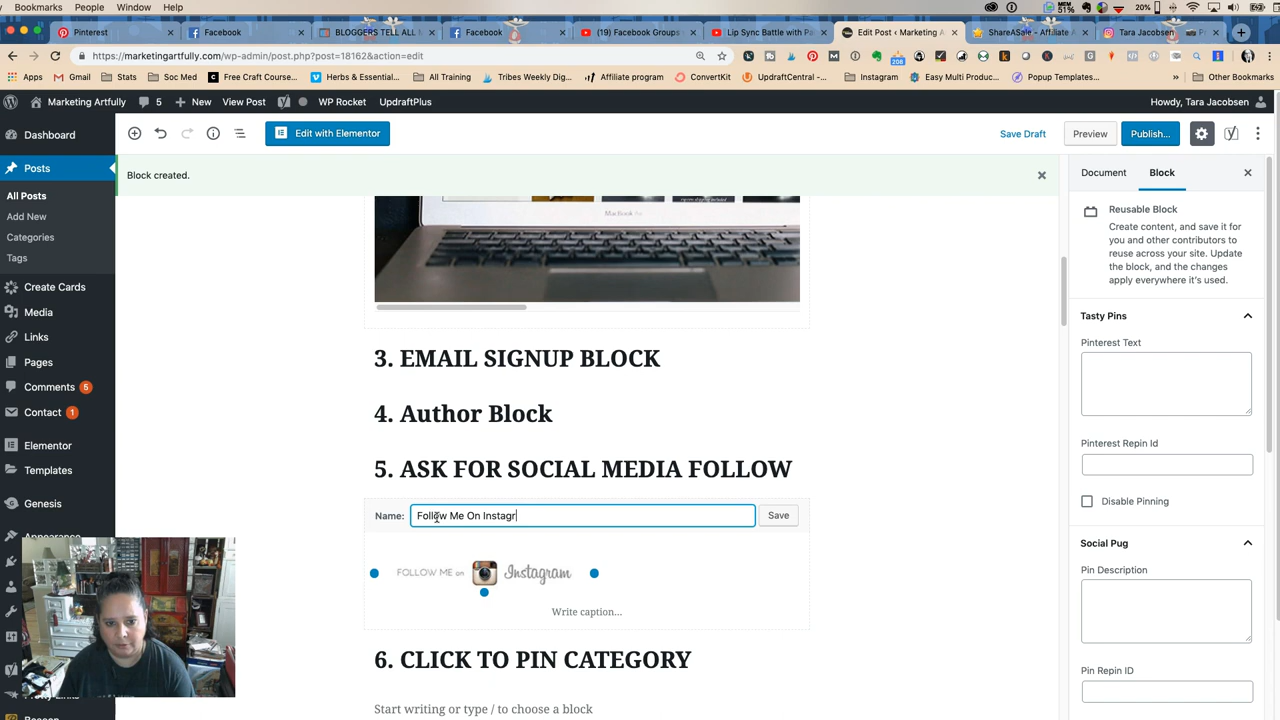 Bookmarks People Window Help
51% 20%
Pinterest
Facebook
BLOGGERS TELL ALL
Facebook
(19) Facebook Groups
Lip Sync Battle with Pa
Edit Post ‹ Marketing A
ShareASale - Affiliate
Tara Jacobsen
https://marketingartfully.com/wp-admin/post.php?post=18162&action=edit
208
Apps Gmail Stats Soc Med Free Craft Course... Herbs & Essential... All Training Tribes Weekly Dig... Affiliate program ConvertKit UpdraftCentral -... Instagram Easy Multi Produc... Popup Templates... » Other Bookmarks
Marketing Artfully 5 + New View Post WP Rocket UpdraftPlus Howdy, Tara Jacobsen
Dashboard
Posts
All Posts
Add New
Categories
Tags
Create Cards
Media
Links
Pages
Comments 5
Contact 1
Elementor
Templates
Genesis
Appearance
Edit with Elementor
Save Draft Preview Publish...
Block created.
MacBook Pro
3. EMAIL SIGNUP BLOCK
4. Author Block
5. ASK FOR SOCIAL MEDIA FOLLOW
Name: Follow Me On Instagr Save
FOLLOW ME on Instagram
Write caption...
6. CLICK TO PIN CATEGORY
Start writing or type / to choose a block
Document Block
Reusable Block
Create content, and save it for
you and other contributors to
reuse across your site. Update
the block, and the changes
apply everywhere it's used.
Tasty Pins
Pinterest Text
Pinterest Repin Id
Disable Pinning
Social Pug
Pin Description
Pin Repin ID